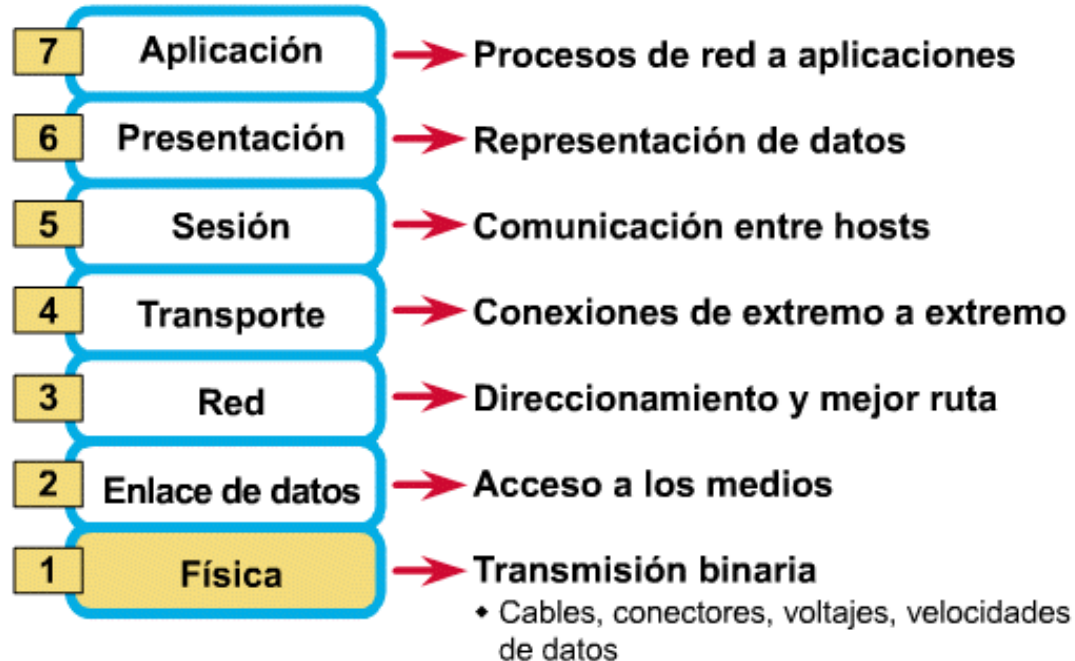 7 Aplicación Procesos de red a aplicaciones
6 Presentación Representación de datos
5 Sesión Comunicación entre hosts
4 Transporte Conexiones de extremo a extremo
3 Red Direccionamiento y mejor ruta
2 Enlace de datos Acceso a los medios
1 Física Transmisión binaria
◆ Cables, conectores, voltajes, velocidades
de datos